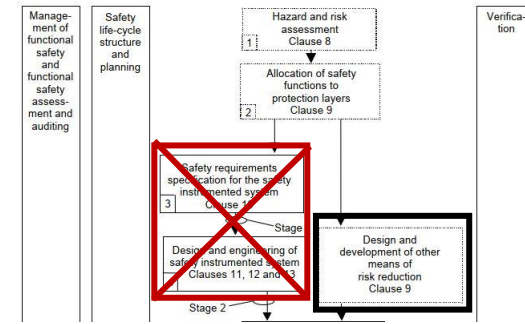 Manage-
ment of
functional
safety
and
functional
safety
assess-
ment and
auditing
Safety
life-cycle
structure
and
planning
Hazard and risk
assessment
Clause 8
1
Allocation of safety
functions to
protection layers
Clause 9
2
Safety requirements
specification for the safety
instrumented system
Clause 10
3
Stage
Design and engineering of
safety instrumented system
Clauses 11, 12 and 13
Stage 2
Design and
development of other
means of
risk reduction
Clause 9
Verifica-
tion